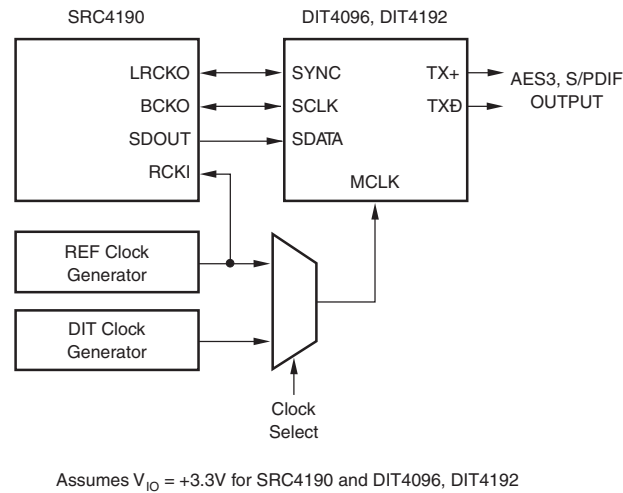 SRC4190
DIT4096, DIT4192
LRCKO
SYNC
TX+
BCKO
SCLK
TXĐ
SDOUT
SDATA
RCKI
MCLK
AES3, S/PDIF
OUTPUT
REF Clock
Generator
DIT Clock
Generator
Clock
Select
Assumes VIO = +3.3V for SRC4190 and DIT4096, DIT4192